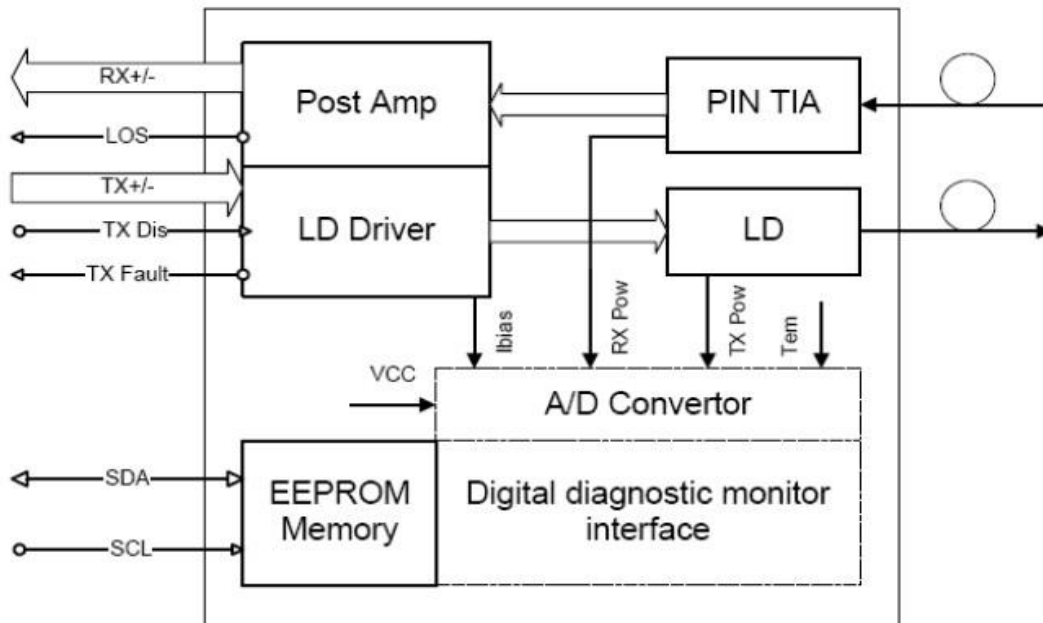 RX+/-
Post Amp
PIN TIA
LOS
TX+/-
TX Dis
LD Driver
LD
TX Fault
Ibias
RX Pow
TX Pow
Tem
VCC
A/D Convertor
SDA
EEPROM
Memory
Digital diagnostic monitor
interface
SCL